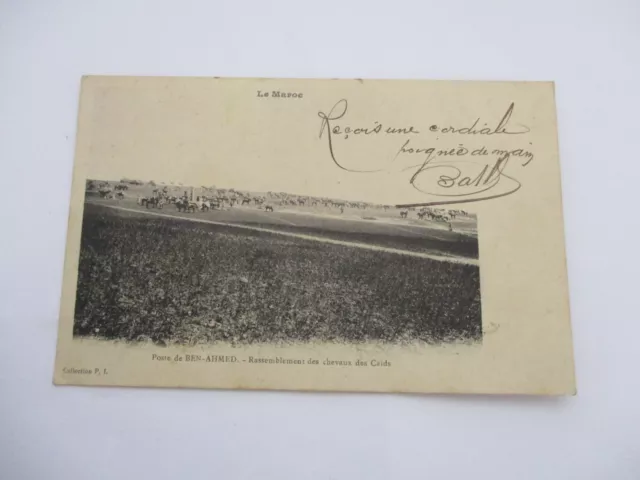 Le Maroc
Reçois une cordiale
poignée de main
Poste de BEN-AHMED. - Rassemblement des chevaux des Caïds
Collection P. I.